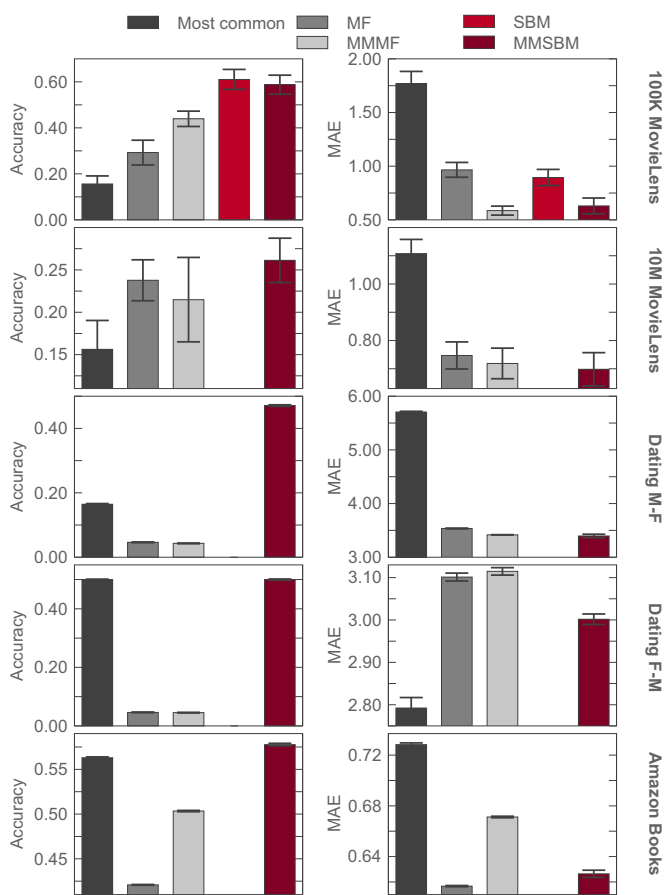 Most common MF SBM
MMMF MMSBM
0.60
0.40
0.20
0.00
Accuracy
2.00
1.50
1.00
0.50
MAE
100K MovieLens
0.25
0.20
0.15
Accuracy
1.00
0.80
MAE
10M MovieLens
0.40
0.20
0.00
Accuracy
6.00
5.00
4.00
3.00
MAE
Dating M-F
0.40
0.20
0.00
Accuracy
3.10
3.00
2.90
2.80
MAE
Dating F-M
0.55
0.50
0.45
Accuracy
0.72
0.68
0.64
MAE
Amazon Books